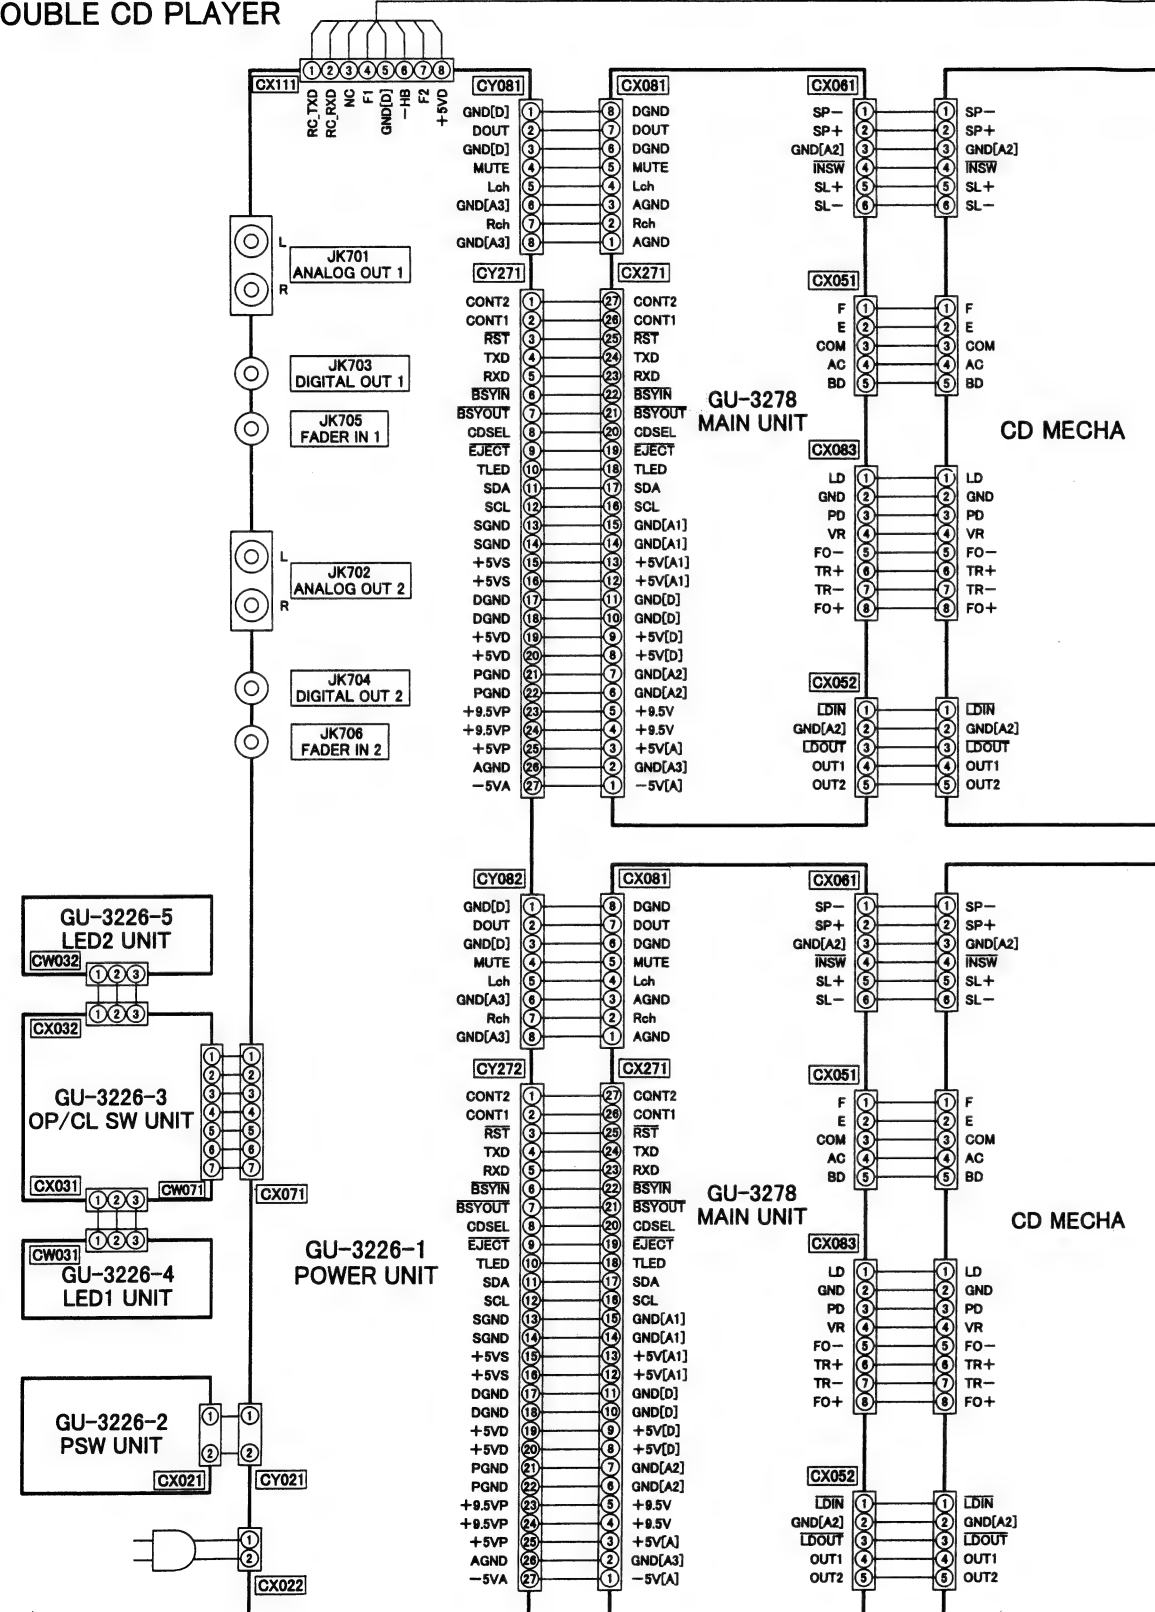 OUBLE CD PLAYER
CX111
1 2 3 4 5 6 7 8
RC_TXD
RC_RXD
NC
F1
GND[D]
-HB
F2
+5VD
L
R
JK701
ANALOG OUT 1
JK703
DIGITAL OUT 1
JK705
FADER IN 1
L
R
JK702
ANALOG OUT 2
JK704
DIGITAL OUT 2
JK706
FADER IN 2
CY081 CX081
GND[D] 1 8 DGND
DOUT 2 7 DOUT
GND[D] 3 6 DGND
MUTE 4 5 MUTE
Lch 5 4 Lch
GND[A3] 6 3 AGND
Rch 7 2 Rch
GND[A3] 8 1 AGND
CY271 CX271
CONT2 1 27 CONT2
CONT1 2 26 CONT1
RST 3 25 RST
TXD 4 24 TXD
RXD 5 23 RXD
BSYIN 6 22 BSYIN
BSYOUT 7 21 BSYOUT
CDSEL 8 20 CDSEL
EJECT 9 19 EJECT
TLED 10 18 TLED
SDA 11 17 SDA
SCL 12 16 SCL
SGND 13 15 GND[A1]
SGND 14 14 GND[A1]
+5VS 15 13 +5V[A1]
+5VS 16 12 +5V[A1]
DGND 17 11 GND[D]
DGND 18 10 GND[D]
+5VD 19 9 +5V[D]
+5VD 20 8 +5V[D]
PGND 21 7 GND[A2]
PGND 22 6 GND[A2]
+9.5VP 23 5 +9.5V
+9.5VP 24 4 +9.5V
+5VP 25 3 +5V[A]
AGND 26 2 GND[A3]
-5VA 27 1 -5V[A]
GU-3278
MAIN UNIT
CX061
SP- 1 1 SP-
SP+ 2 2 SP+
GND[A2] 3 3 GND[A2]
INSW 4 4 INSW
SL+ 5 5 SL+
SL- 6 6 SL-
CX051
F 1 1 F
E 2 2 E
COM 3 3 COM
AC 4 4 AC
BD 5 5 BD
CD MECHA
CX083
LD 1 1 LD
GND 2 2 GND
PD 3 3 PD
VR 4 4 VR
FO- 5 5 FO-
TR+ 6 6 TR+
TR- 7 7 TR-
FO+ 8 8 FO+
CX052
LDIN 1 1 LDIN
GND[A2] 2 2 GND[A2]
LDOUT 3 3 LDOUT
OUT1 4 4 OUT1
OUT2 5 5 OUT2
GU-3226-5
LED2 UNIT
CW032
1 2 3
1 2 3
CX032
GU-3226-3
OP/CL SW UNIT
1 1
2 2
3 3
4 4
5 5
6 6
7 7
CX031
CW071
CX071
1 2 3
1 2 3
CW031
GU-3226-4
LED1 UNIT
GU-3226-1
POWER UNIT
GU-3226-2
PSW UNIT
1 1
2 2
CX021
CY021
1
2
CX022
CY082 CX081
GND[D] 1 8 DGND
DOUT 2 7 DOUT
GND[D] 3 6 DGND
MUTE 4 5 MUTE
Lch 5 4 Lch
GND[A3] 6 3 AGND
Rch 7 2 Rch
GND[A3] 8 1 AGND
CY272 CX271
CONT2 1 27 CONT2
CONT1 2 26 CONT1
RST 3 25 RST
TXD 4 24 TXD
RXD 5 23 RXD
BSYIN 6 22 BSYIN
BSYOUT 7 21 BSYOUT
CDSEL 8 20 CDSEL
EJECT 9 19 EJECT
TLED 10 18 TLED
SDA 11 17 SDA
SCL 12 16 SCL
SGND 13 15 GND[A1]
SGND 14 14 GND[A1]
+5VS 15 13 +5V[A1]
+5VS 16 12 +5V[A1]
DGND 17 11 GND[D]
DGND 18 10 GND[D]
+5VD 19 9 +5V[D]
+5VD 20 8 +5V[D]
PGND 21 7 GND[A2]
PGND 22 6 GND[A2]
+9.5VP 23 5 +9.5V
+9.5VP 24 4 +9.5V
+5VP 25 3 +5V[A]
AGND 26 2 GND[A3]
-5VA 27 1 -5V[A]
GU-3278
MAIN UNIT
CX061
SP- 1 1 SP-
SP+ 2 2 SP+
GND[A2] 3 3 GND[A2]
INSW 4 4 INSW
SL+ 5 5 SL+
SL- 6 6 SL-
CX051
F 1 1 F
E 2 2 E
COM 3 3 COM
AC 4 4 AC
BD 5 5 BD
CD MECHA
CX083
LD 1 1 LD
GND 2 2 GND
PD 3 3 PD
VR 4 4 VR
FO- 5 5 FO-
TR+ 6 6 TR+
TR- 7 7 TR-
FO+ 8 8 FO+
CX052
LDIN 1 1 LDIN
GND[A2] 2 2 GND[A2]
LDOUT 3 3 LDOUT
OUT1 4 4 OUT1
OUT2 5 5 OUT2